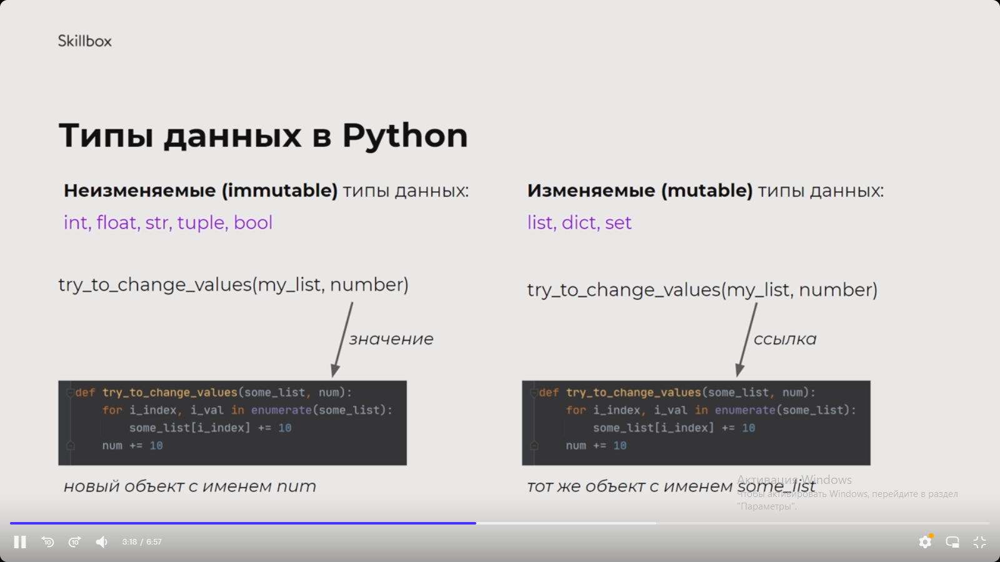 Skillbox
Типы данных в Python
Неизменяемые (immutable) типы данных:
int, float, str, tuple, bool
try_to_change_values(my_list, number)
значение
def try_to_change_values(some_list, num):
for i_index, i_val in enumerate(some_list):
some_list[i_index] += 10
num += 10
новый объект с именем num
Изменяемые (mutable) типы данных:
list, dict, set
try_to_change_values(my_list, number)
ссылка
def try_to_change_values(some_list, num):
for i_index, i_val in enumerate(some_list):
some_list[i_index] += 10
num += 10
тот же объект с именем some_list
Активация Windows
Чтобы активировать Windows, перейдите в раздел
"Параметры".
10
10
3:18 / 6:57